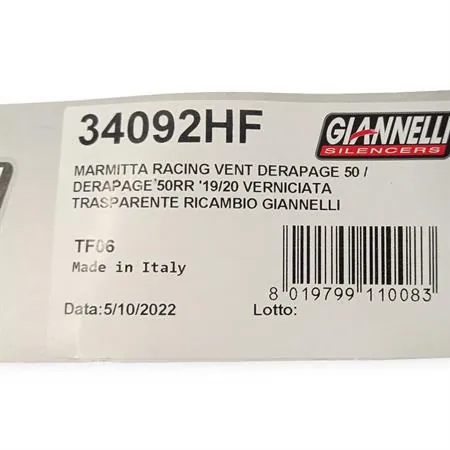 34092HF
GIANNELLI
SILENCERS
MARMITTA RACING VENT DERAPAGE 50 /
DERAPAGE'50RR '19/20 VERNICIATA
TRASPARENTE RICAMBIO GIANNELLI
TF06
Made in Italy
8 019799 110083
Data:5/10/2022
Lotto: